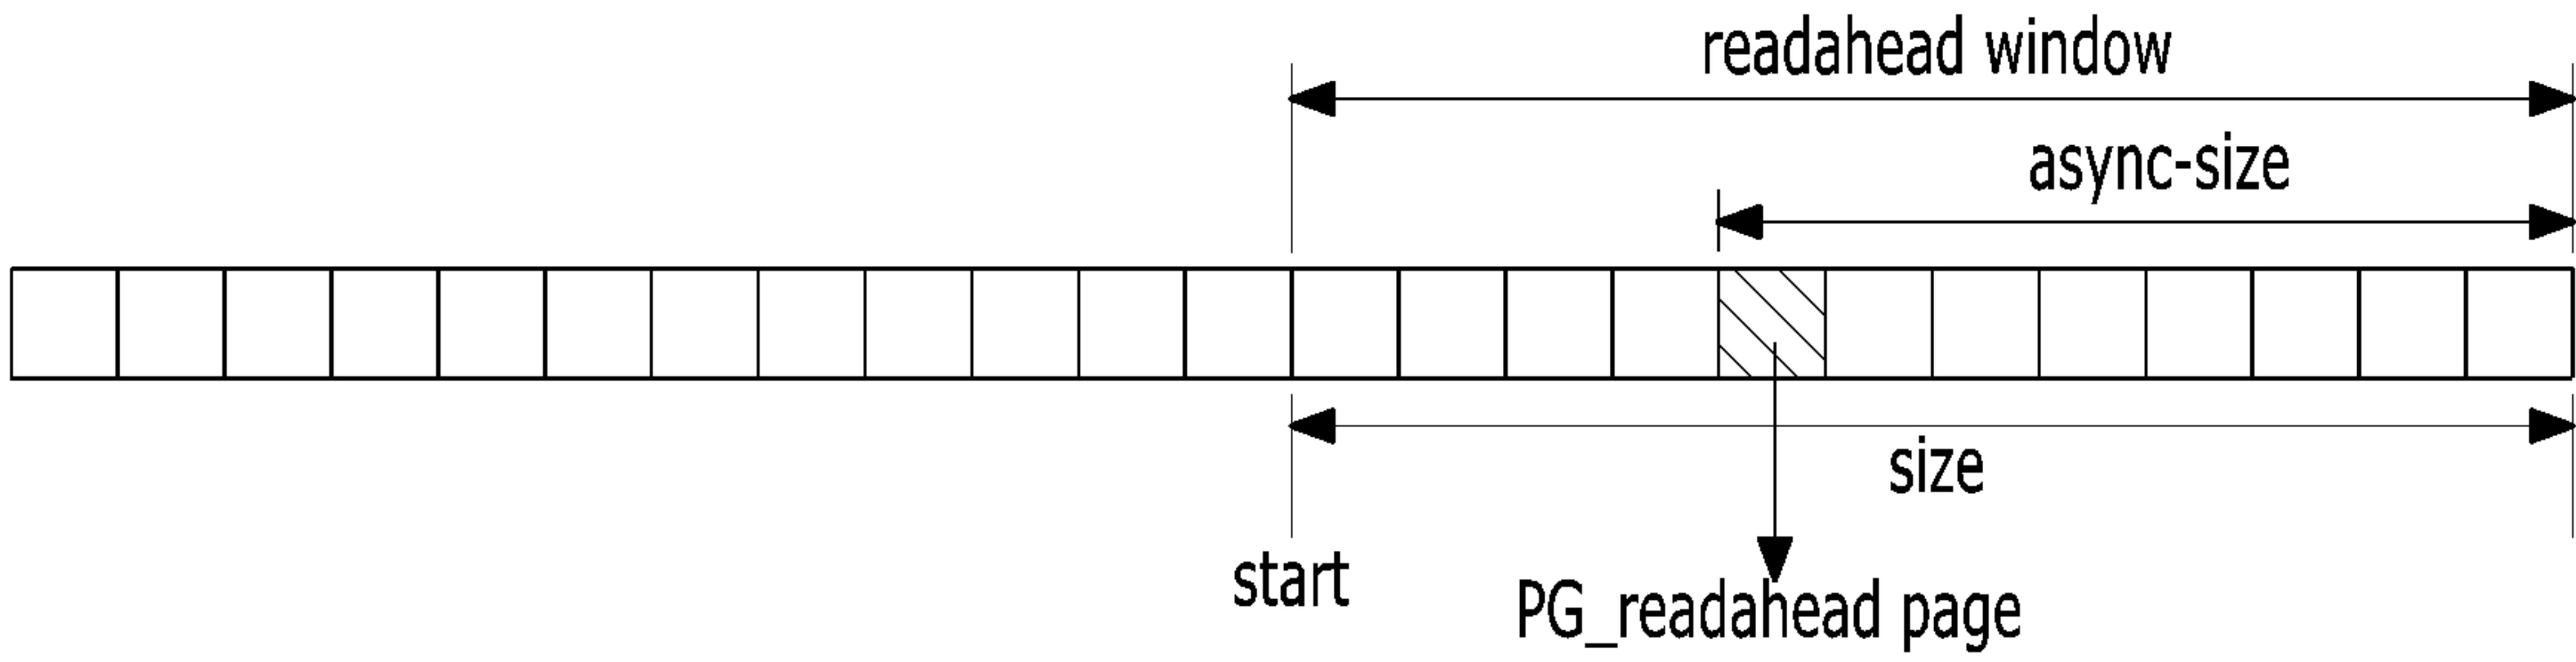 readahead window
async-size
size
start
PG_readahead page